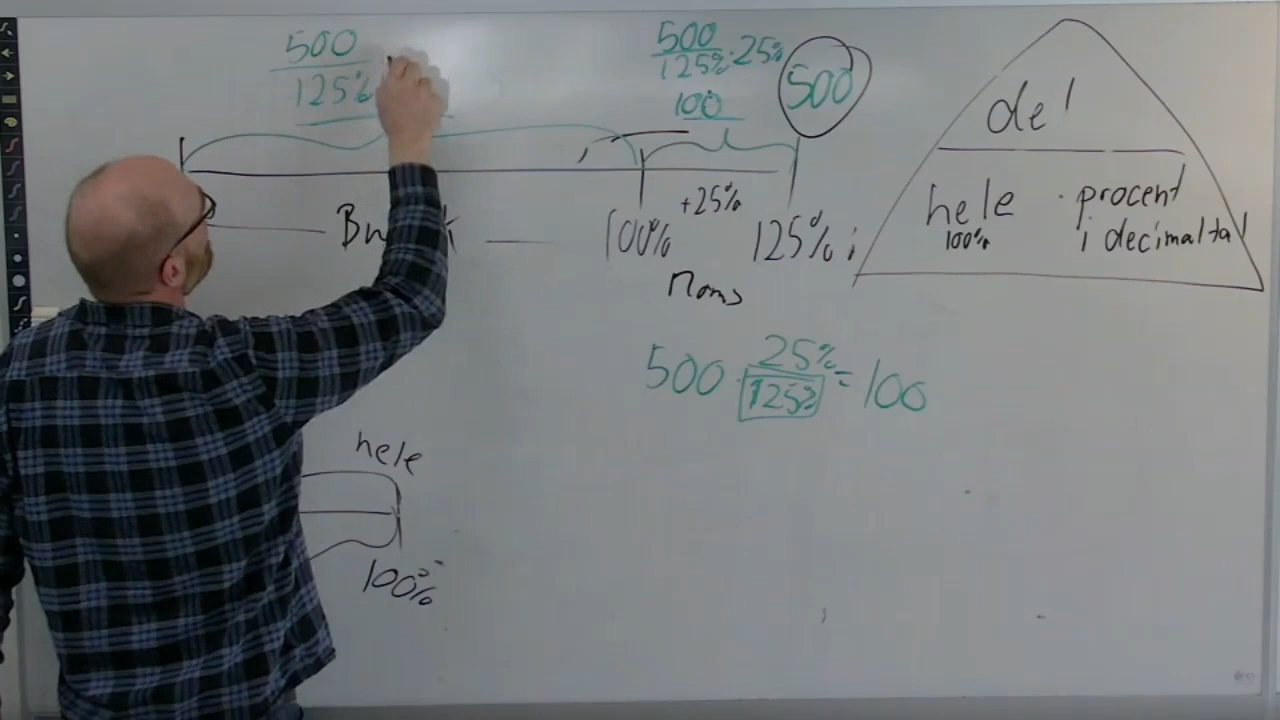 500
125%
500
125% · 25%
100
500
100%
+25%
125% i
Moms
500 · 25%
125% = 100
del
hele · procent
100% i decimaltal
hele
100%